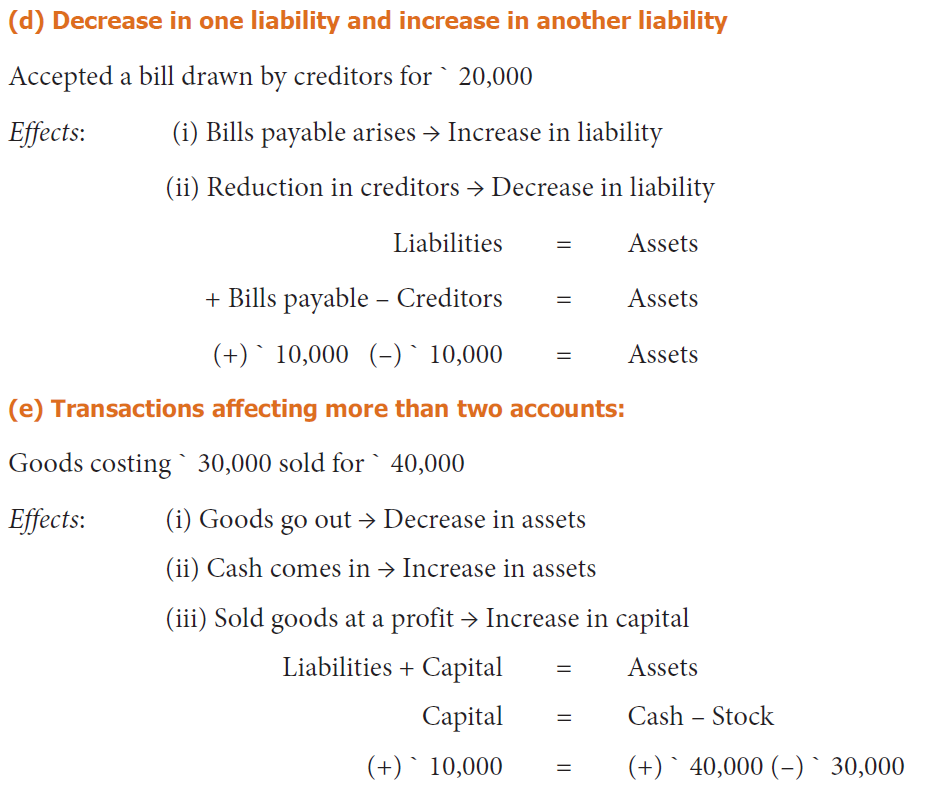 (d) Decrease in one liability and increase in another liability
Accepted a bill drawn by creditors for ` 20,000
Effects: (i) Bills payable arises → Increase in liability
(ii) Reduction in creditors → Decrease in liability
Liabilities = Assets
+ Bills payable – Creditors = Assets
(+) ` 10,000 (–) ` 10,000 = Assets
(e) Transactions affecting more than two accounts:
Goods costing ` 30,000 sold for ` 40,000
Effects: (i) Goods go out → Decrease in assets
(ii) Cash comes in → Increase in assets
(iii) Sold goods at a profit → Increase in capital
Liabilities + Capital = Assets
Capital = Cash – Stock
(+) ` 10,000 = (+) ` 40,000 (–) ` 30,000